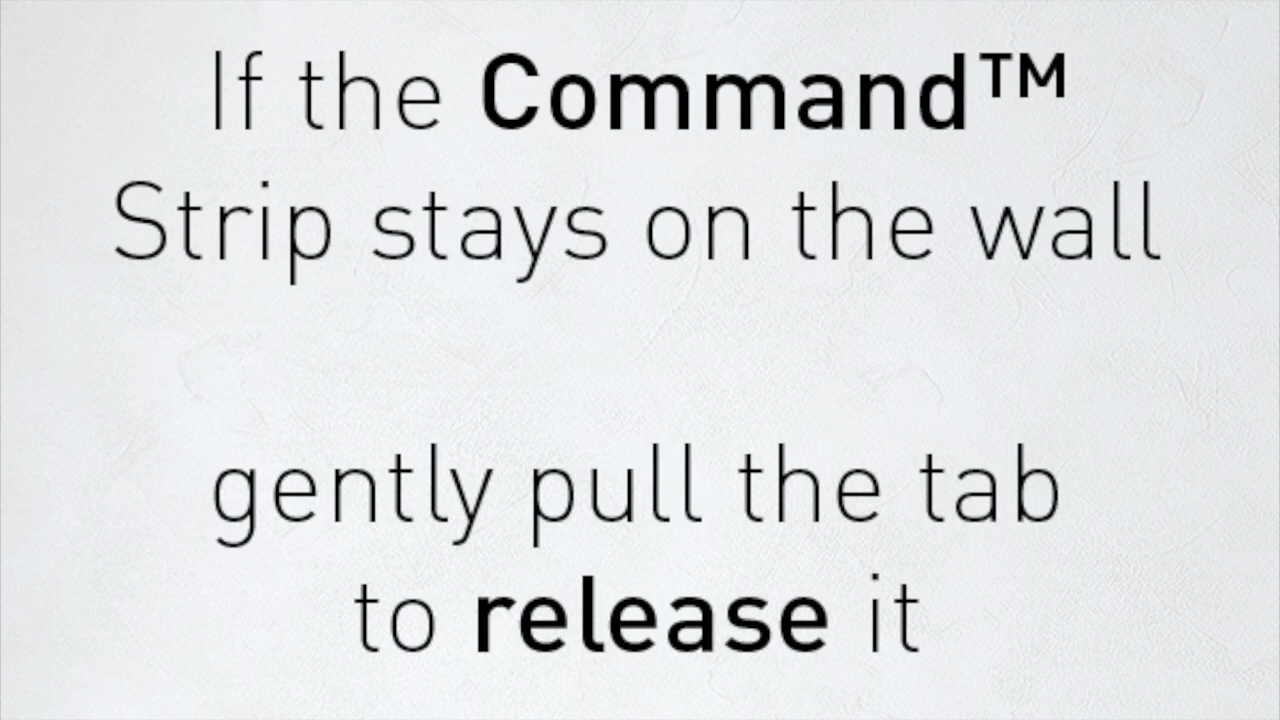 If the Command™
Strip stays on the wall
gently pull the tab
to release it